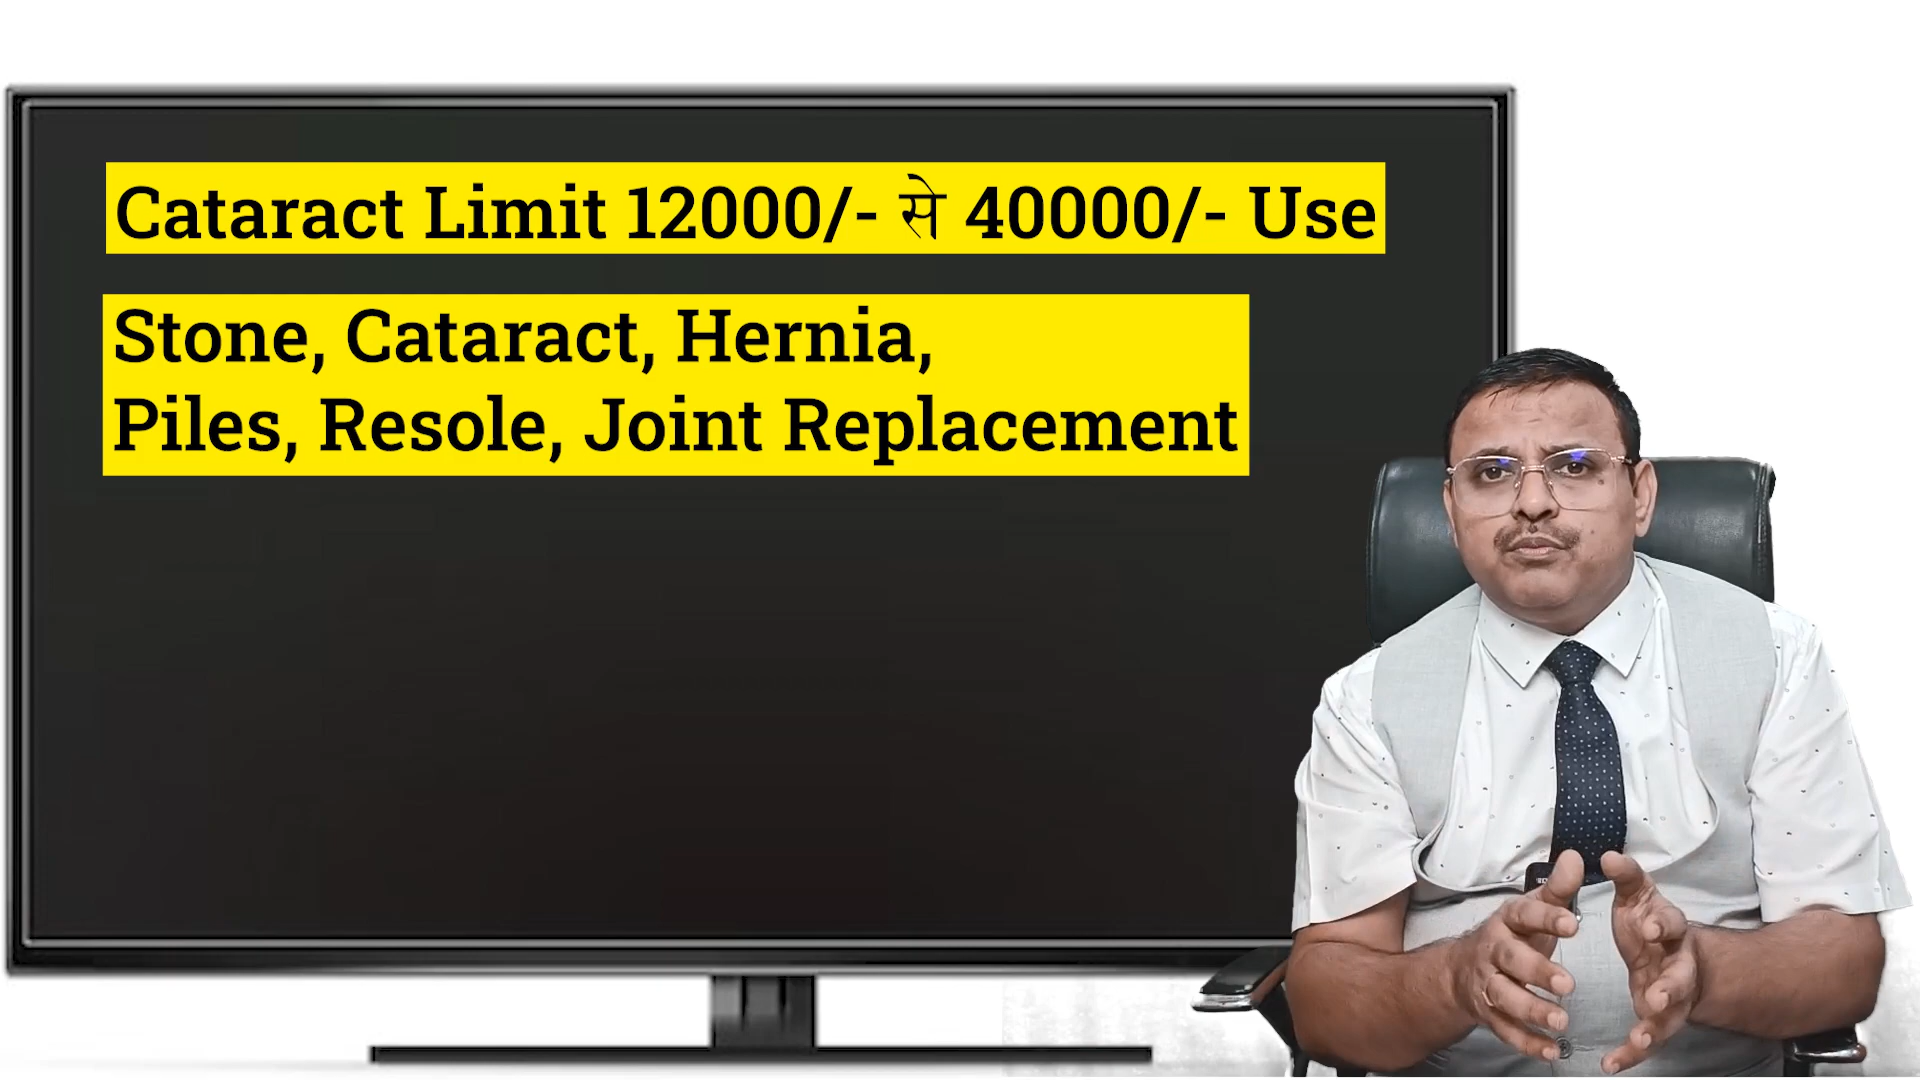 Cataract Limit 12000/- से 40000/- Use
Stone, Cataract, Hernia,
Piles, Resole, Joint Replacement